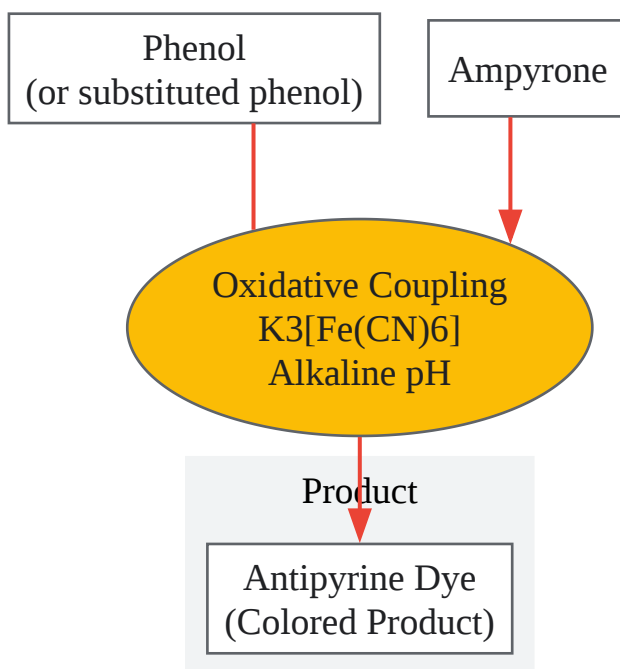 Phenol
(or substituted phenol)
Ampyrone
Oxidative Coupling
K3[Fe(CN)6]
Alkaline pH
Product
Antipyrine Dye
(Colored Product)